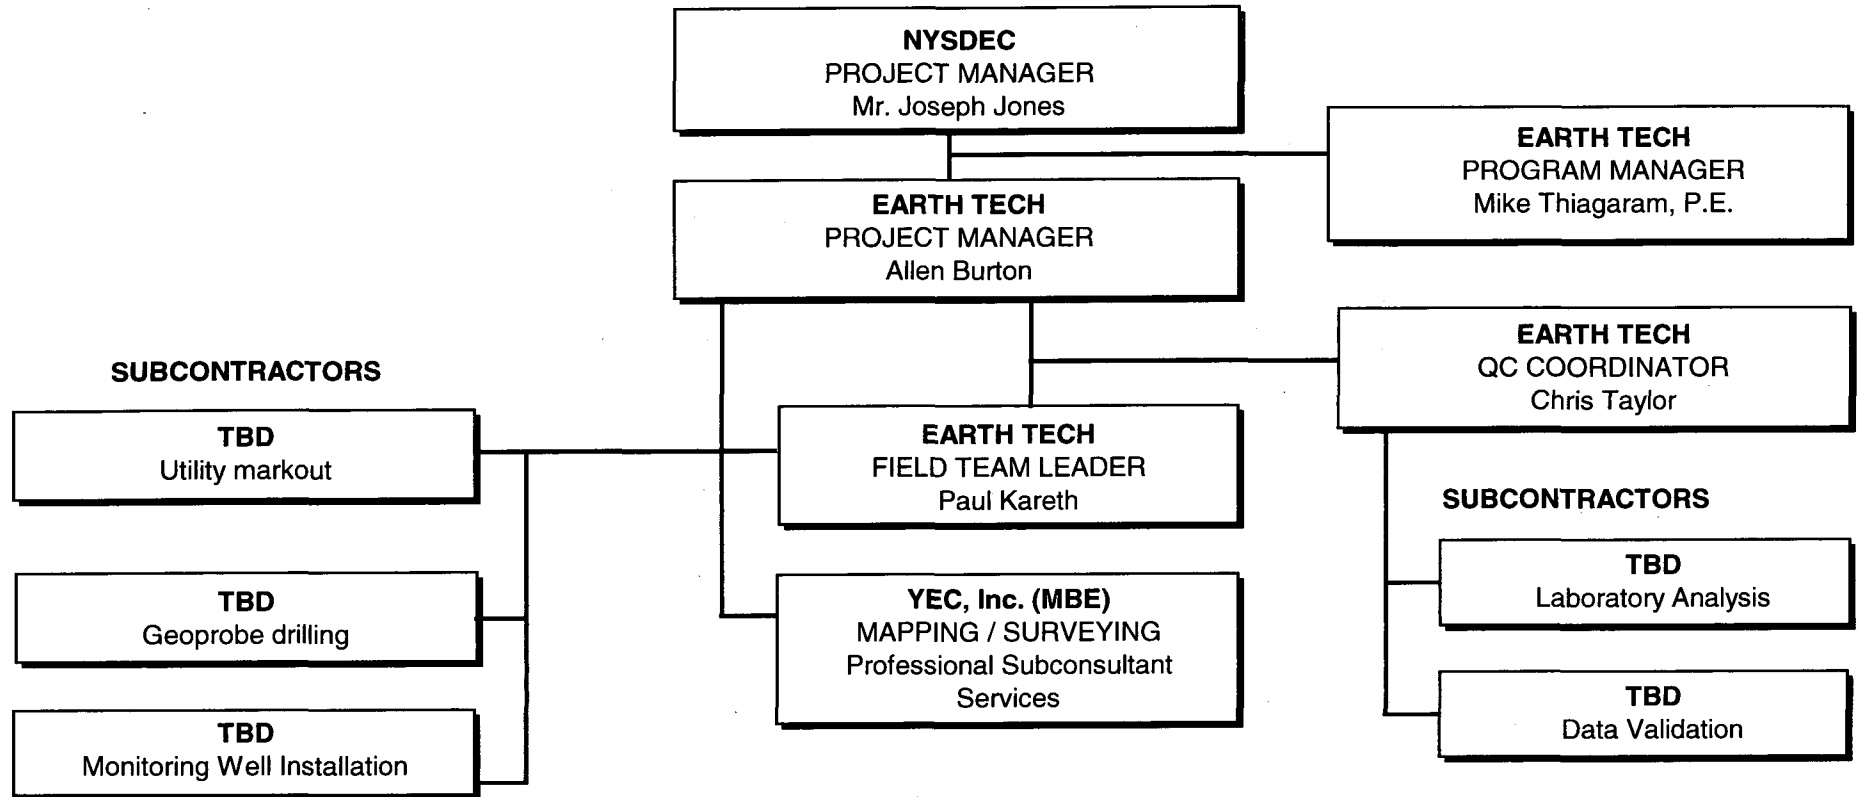 NYSDEC
PROJECT MANAGER
Mr. Joseph Jones
EARTH TECH
PROGRAM MANAGER
Mike Thiagaram, P.E.
EARTH TECH
PROJECT MANAGER
Allen Burton
EARTH TECH
QC COORDINATOR
Chris Taylor
SUBCONTRACTORS
TBD
Utility markout
EARTH TECH
FIELD TEAM LEADER
Paul Kareth
SUBCONTRACTORS
TBD
Geoprobe drilling
YEC, Inc. (MBE)
MAPPING / SURVEYING
Professional Subconsultant
Services
TBD
Laboratory Analysis
TBD
Monitoring Well Installation
TBD
Data Validation